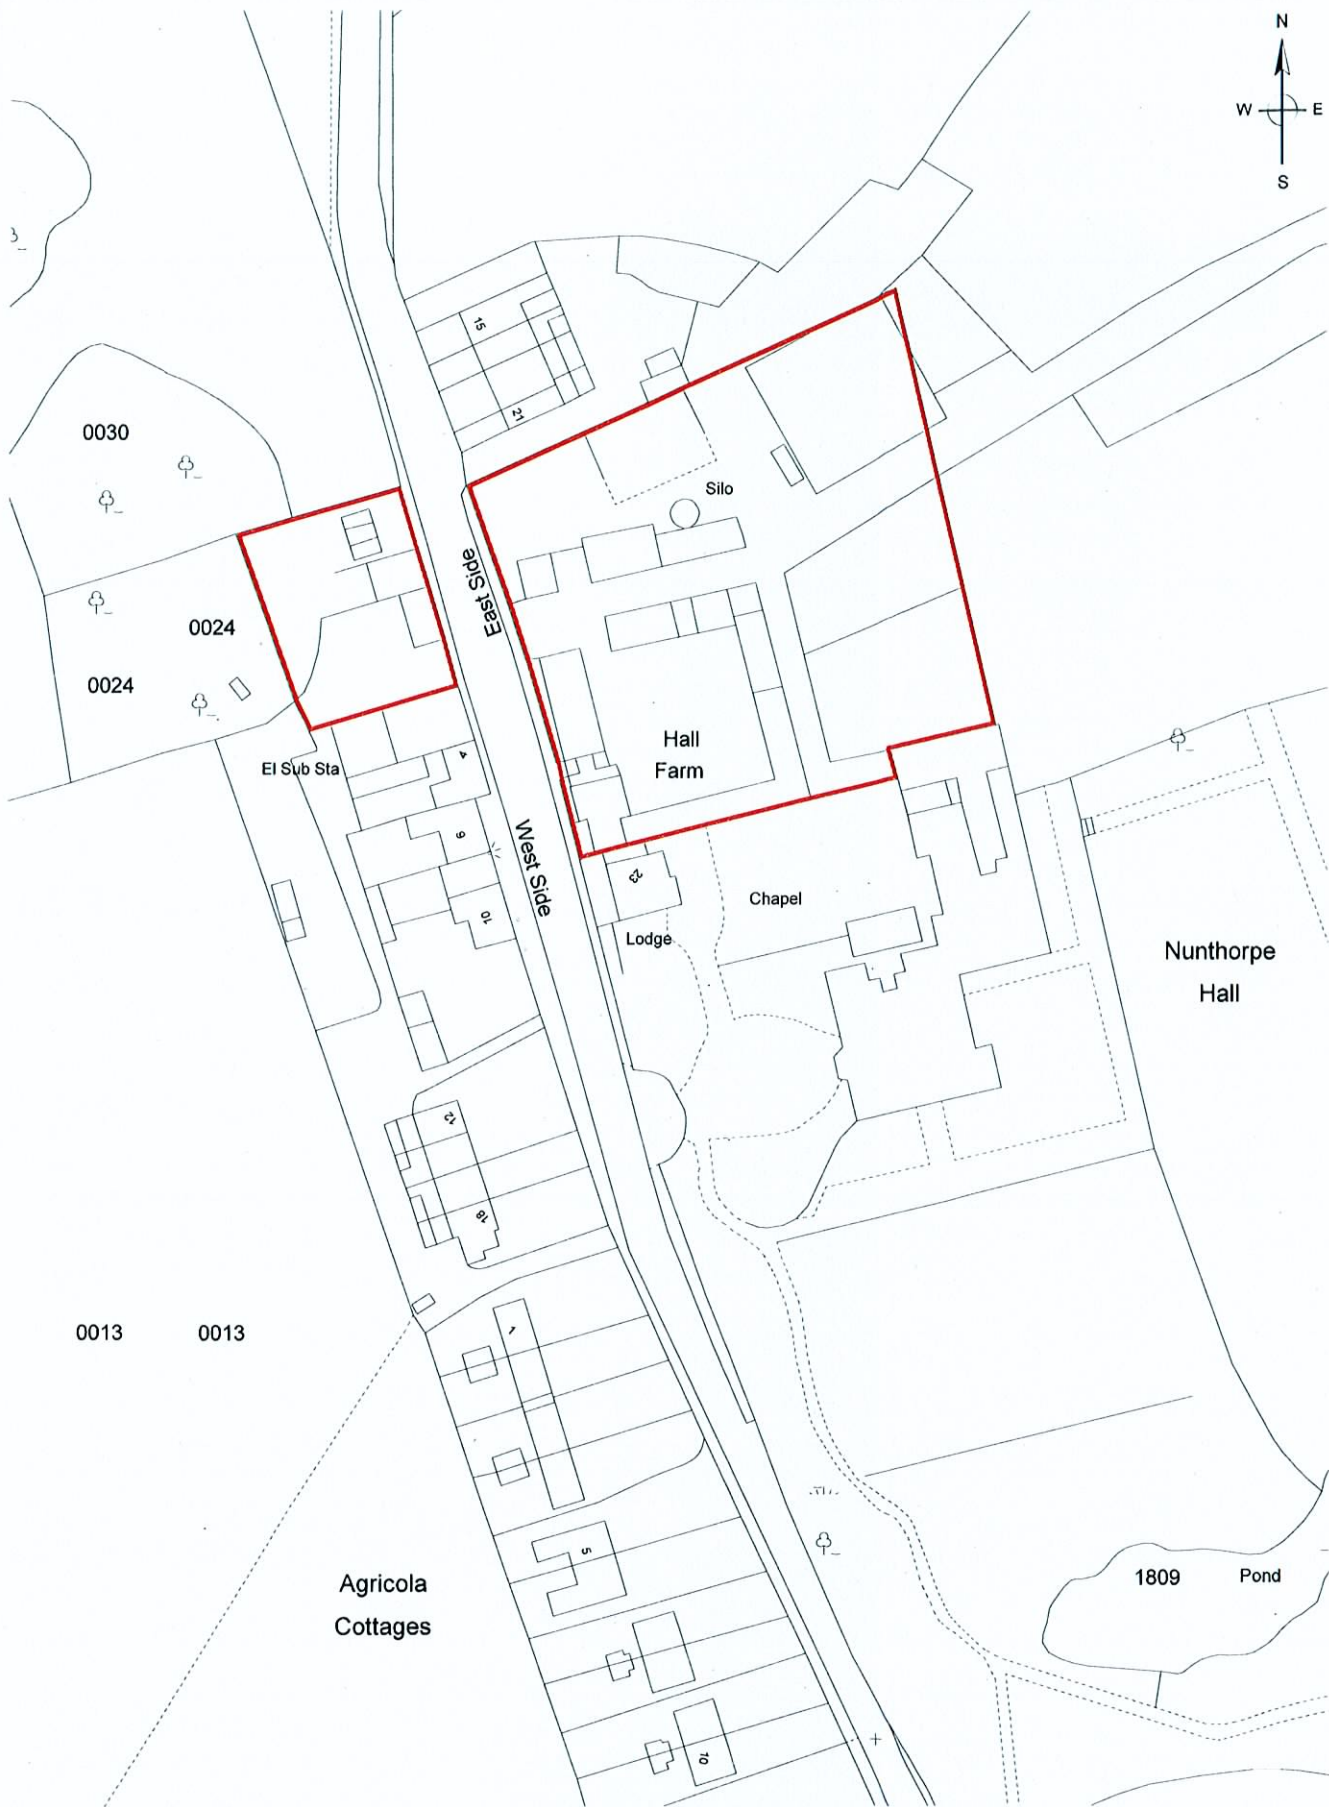 N
W E
S
15
21
0030
Silo
0024
East Side
0024
Hall
Farm
El Sub Sta
4
6
West Side
23
Chapel
10
Lodge
Nunthorpe
Hall
12
18
0013 0013
1
5
Agricola
Cottages
1809 Pond
10